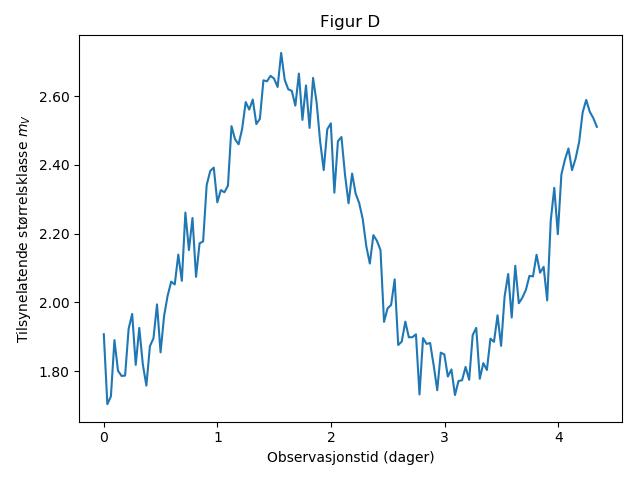 Figur D
Tilsynelatende størrelsklasse m_V
2.60
2.40
2.20
2.00
1.80
0 1 2 3 4
Observasjonstid (dager)